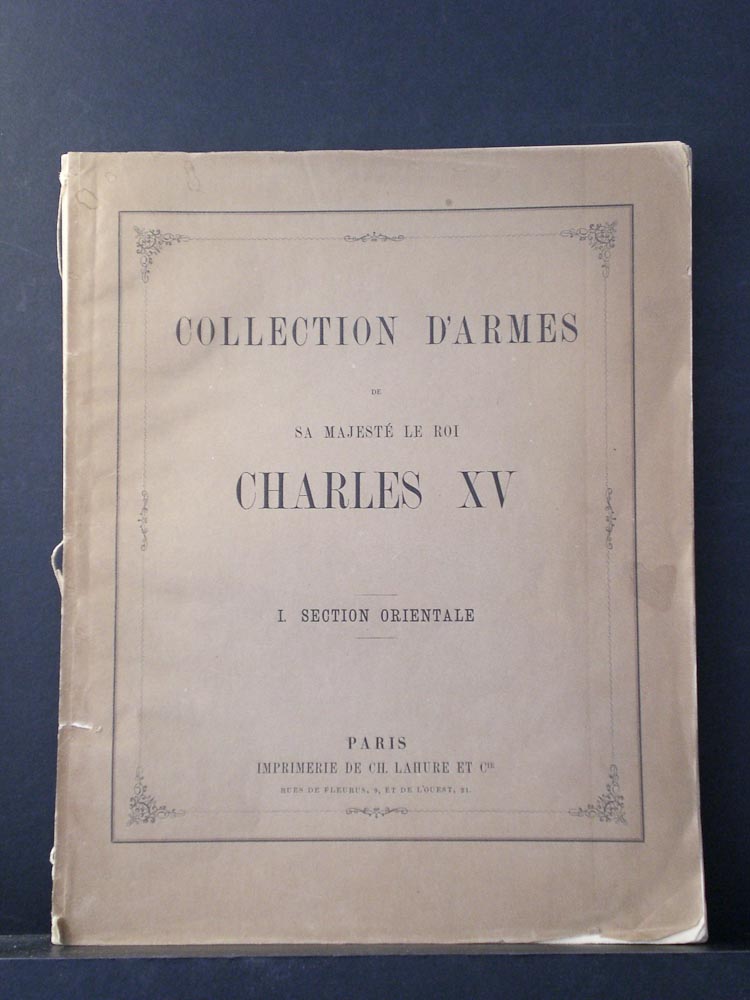 COLLECTION D'ARMES
DE
SA MAJESTÉ LE ROI
CHARLES XV
I. SECTION ORIENTALE
PARIS
IMPRIMERIE DE CH. LAHURE ET Cie
RUES DE FLEURUS, 9, ET DE L'OUEST, 21.